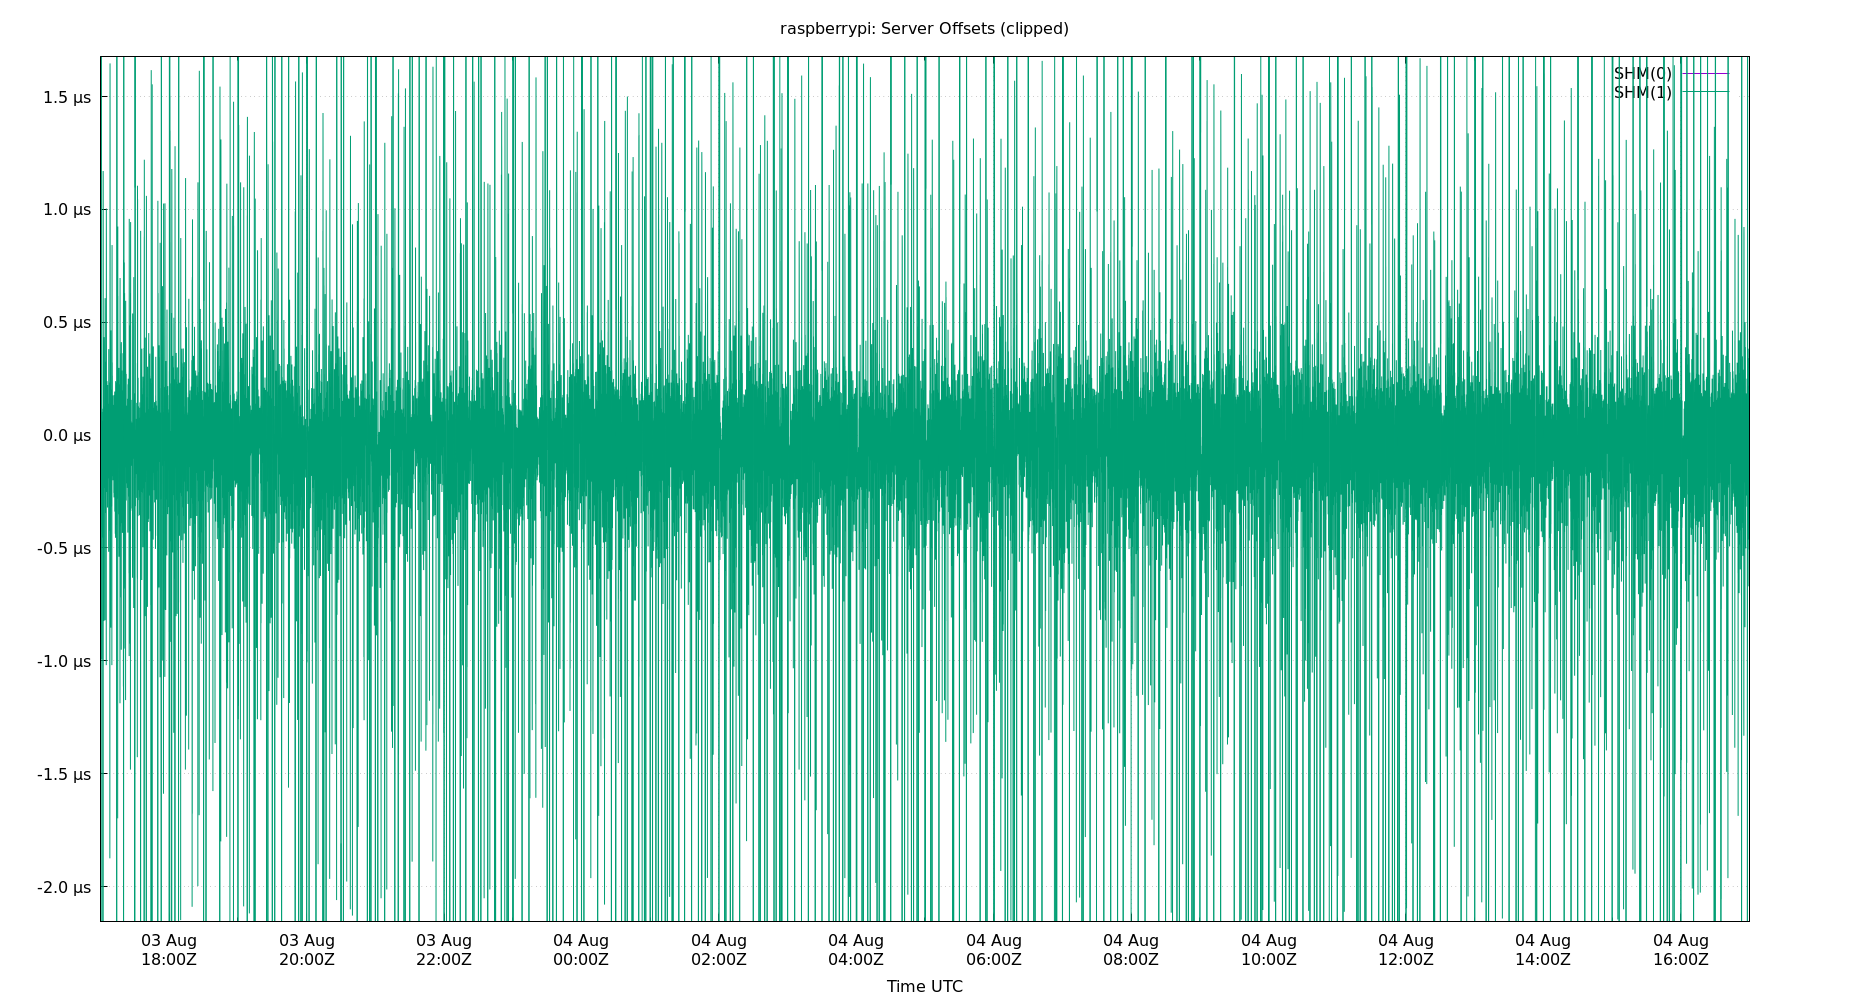 raspberrypi: Server Offsets (clipped)
SHM(0)
SHM(1)
1.5 µs
1.0 µs
0.5 µs
0.0 µs
-0.5 µs
-1.0 µs
-1.5 µs
-2.0 µs
03 Aug 03 Aug 03 Aug 04 Aug 04 Aug 04 Aug 04 Aug 04 Aug 04 Aug 04 Aug 04 Aug 04 Aug
18:00Z 20:00Z 22:00Z 00:00Z 02:00Z 04:00Z 06:00Z 08:00Z 10:00Z 12:00Z 14:00Z 16:00Z
Time UTC